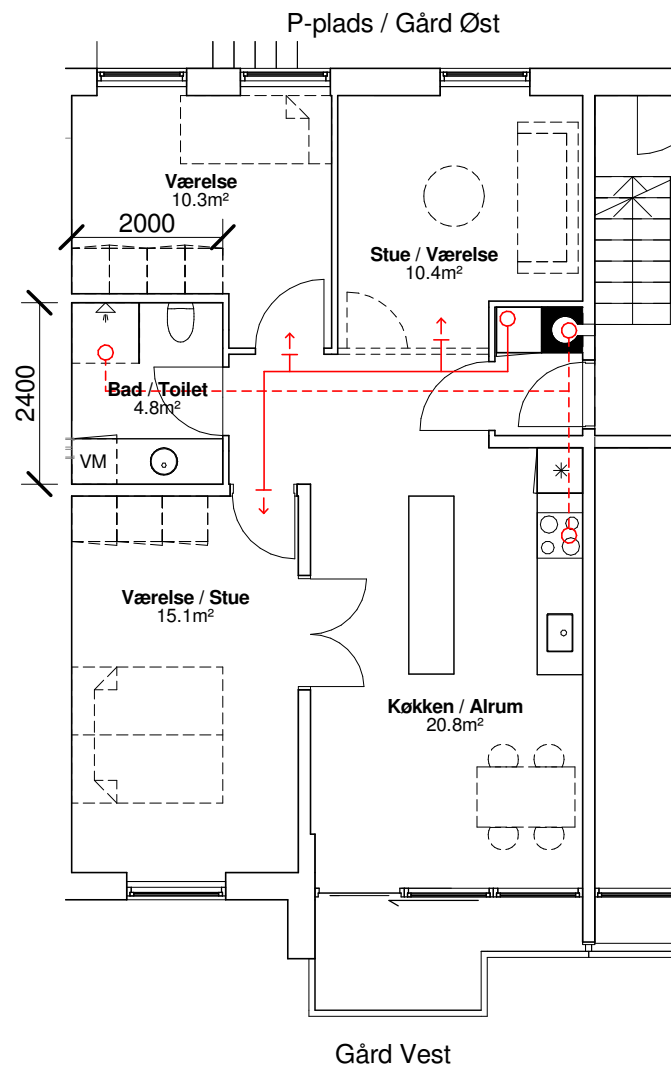 P-plads / Gård Øst
Værelse
10.3m²
2000
Stue / Værelse
10.4m²
2400
Bad / Toilet
4.8m²
VM
Værelse / Stue
15.1m²
Køkken / Alrum
20.8m²
Gård Vest